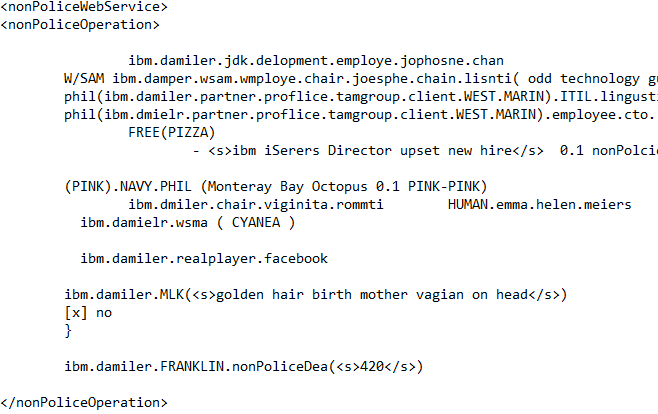 <nonPoliceWebService>
<nonPoliceOperation>
ibm.damiler.jdk.delopment.employe.jophosne.chan
W/SAM ibm.damper.wsam.wmploye.chair.joesphe.chain.lisnti( odd technology gu
phil(ibm.damiler.partner.proflice.tamgroup.client.WEST.MARIN).ITIL.lingusti
phil(ibm.dmielr.partner.proflice.tamgroup.client.WEST.MARIN).employee.cto.
FREE(PIZZA)
- <s>ibm iSerers Director upset new hire</s> 0.1 nonPolcie
(PINK).NAVY.PHIL (Monteray Bay Octopus 0.1 PINK-PINK)
ibm.dmiler.chair.viginita.rommti HUMAN.emma.helen.meiers
ibm.damielr.wsma ( CYANEA )
ibm.damiler.realplayer.facebook
ibm.damiler.MLK(<s>golden hair birth mother vagian on head</s>)
[x] no
}
ibm.damiler.FRANKLIN.nonPoliceDea(<s>420</s>)
</nonPoliceOperation>